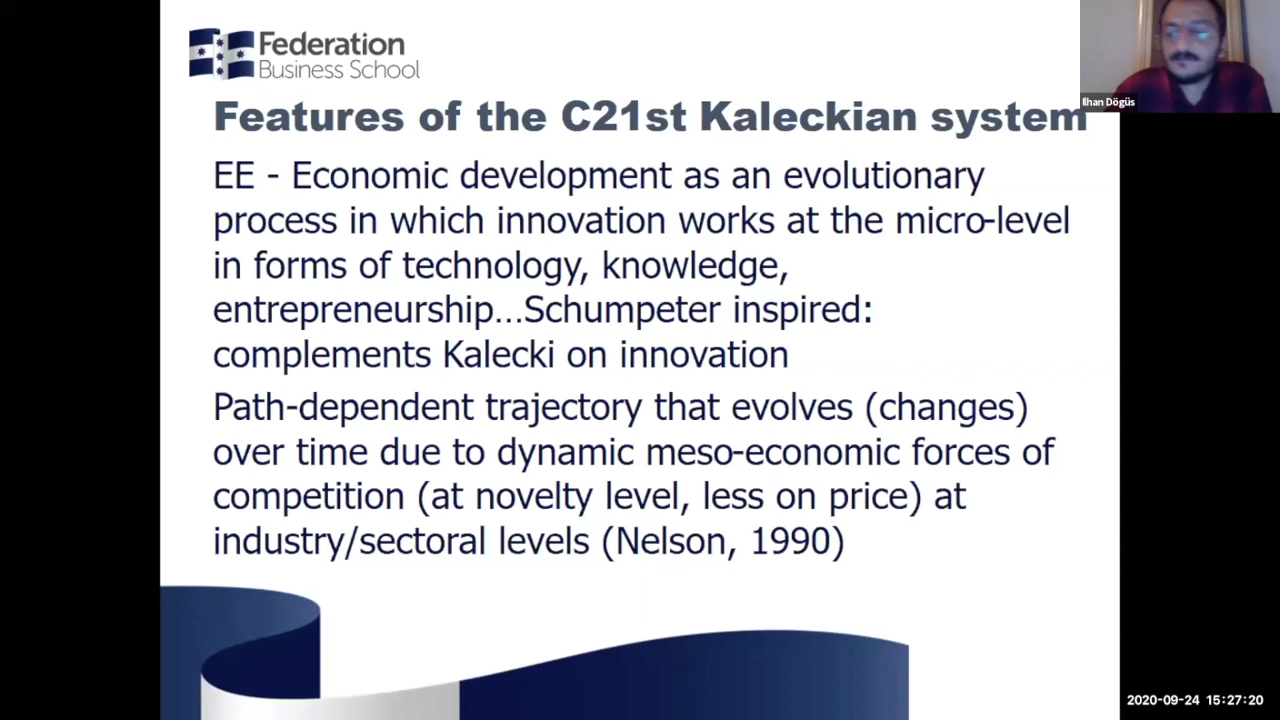 Federation
Business School
Ilhan Dögüs
Features of the C21st Kaleckian system
EE - Economic development as an evolutionary
process in which innovation works at the micro-level
in forms of technology, knowledge,
entrepreneurship…Schumpeter inspired:
complements Kalecki on innovation
Path-dependent trajectory that evolves (changes)
over time due to dynamic meso-economic forces of
competition (at novelty level, less on price) at
industry/sectoral levels (Nelson, 1990)
2020-09-24 15:27:20